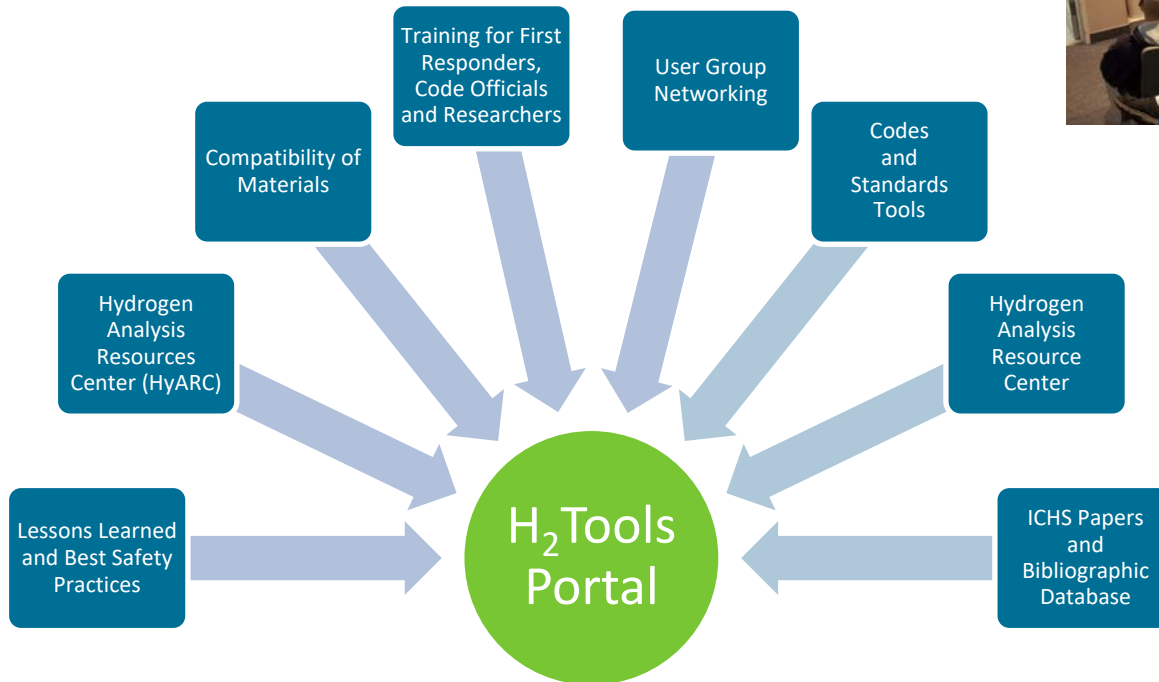 Training for First
Responders,
Code Officials
and Researchers
User Group
Networking
Compatibility of
Materials
Codes
and
Standards
Tools
Hydrogen
Analysis
Resources
Center (HyARC)
Hydrogen
Analysis
Resource
Center
Lessons Learned
and Best Safety
Practices
H₂Tools
Portal
ICHS Papers
and
Bibliographic
Database